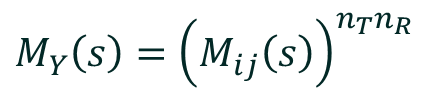 M_Y(s) = (M_{ij}(s))^{n_T n_R}